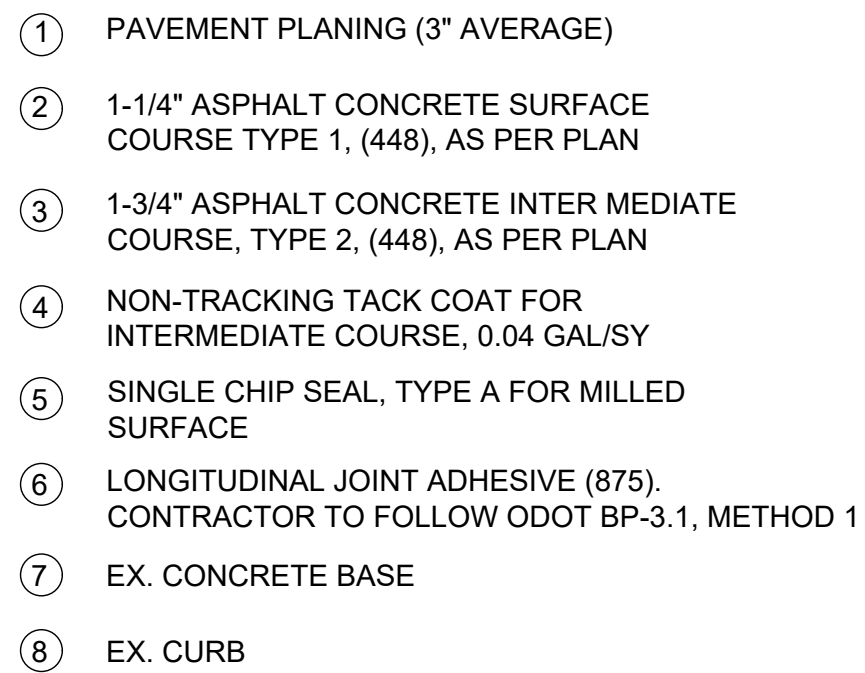 1 PAVEMENT PLANING (3" AVERAGE)
2 1-1/4" ASPHALT CONCRETE SURFACE
COURSE TYPE 1, (448), AS PER PLAN
3 1-3/4" ASPHALT CONCRETE INTER MEDIATE
COURSE, TYPE 2, (448), AS PER PLAN
4 NON-TRACKING TACK COAT FOR
INTERMEDIATE COURSE, 0.04 GAL/SY
5 SINGLE CHIP SEAL, TYPE A FOR MILLED
SURFACE
6 LONGITUDINAL JOINT ADHESIVE (875).
CONTRACTOR TO FOLLOW ODOT BP-3.1, METHOD 1
7 EX. CONCRETE BASE
8 EX. CURB